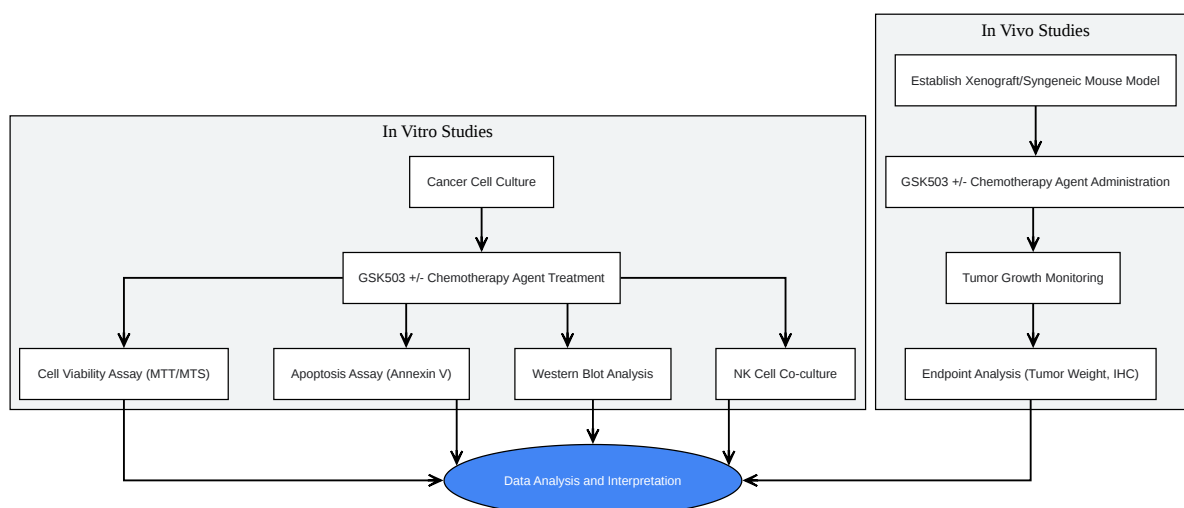 In Vitro Studies
Cancer Cell Culture
GSK503 +/- Chemotherapy Agent Treatment
Cell Viability Assay (MTT/MTS)
Apoptosis Assay (Annexin V)
Western Blot Analysis
NK Cell Co-culture
In Vivo Studies
Establish Xenograft/Syngeneic Mouse Model
GSK503 +/- Chemotherapy Agent Administration
Tumor Growth Monitoring
Endpoint Analysis (Tumor Weight, IHC)
Data Analysis and Interpretation